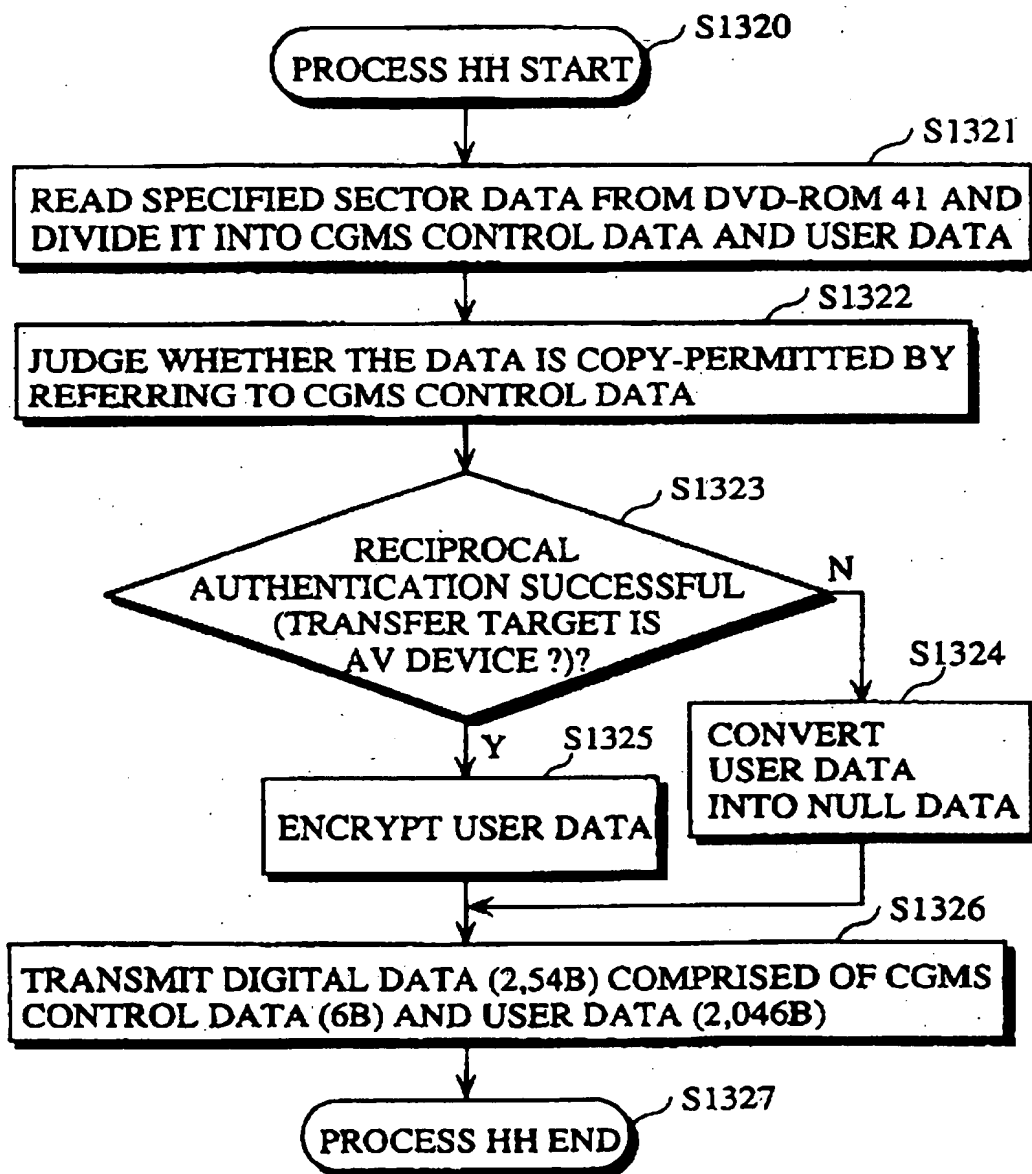 S1320
PROCESS HH START
S1321
READ SPECIFIED SECTOR DATA FROM DVD-ROM 41 AND
DIVIDE IT INTO CGMS CONTROL DATA AND USER DATA
S1322
JUDGE WHETHER THE DATA IS COPY-PERMITTED BY
REFERRING TO CGMS CONTROL DATA
S1323
RECIPROCAL
AUTHENTICATION SUCCESSFUL
(TRANSFER TARGET IS
AV DEVICE ?)?
N
S1324
CONVERT
USER DATA
INTO NULL DATA
Y
S1325
ENCRYPT USER DATA
S1326
TRANSMIT DIGITAL DATA (2,54B) COMPRISED OF CGMS
CONTROL DATA (6B) AND USER DATA (2,046B)
S1327
PROCESS HH END